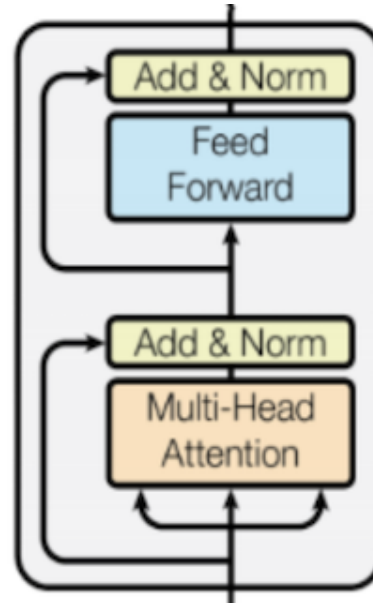 Add & Norm
Feed
Forward
Add & Norm
Multi-Head
Attention